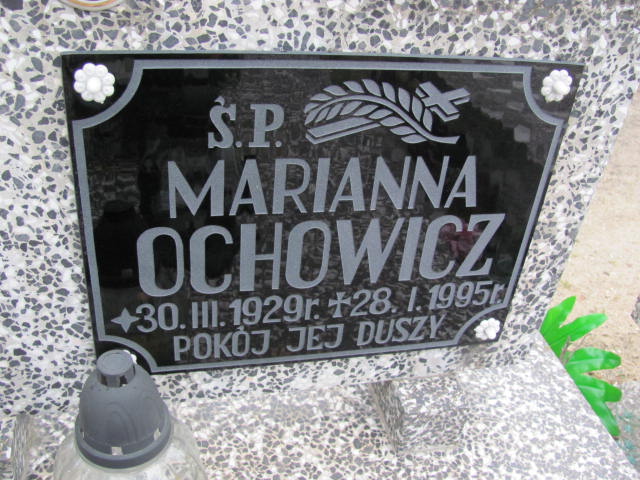 Ś.P.
MARIANNA
OCHOWICZ
✦30.III.1929r. ✝28.I.1995r.
POKÓJ JEJ DUSZY